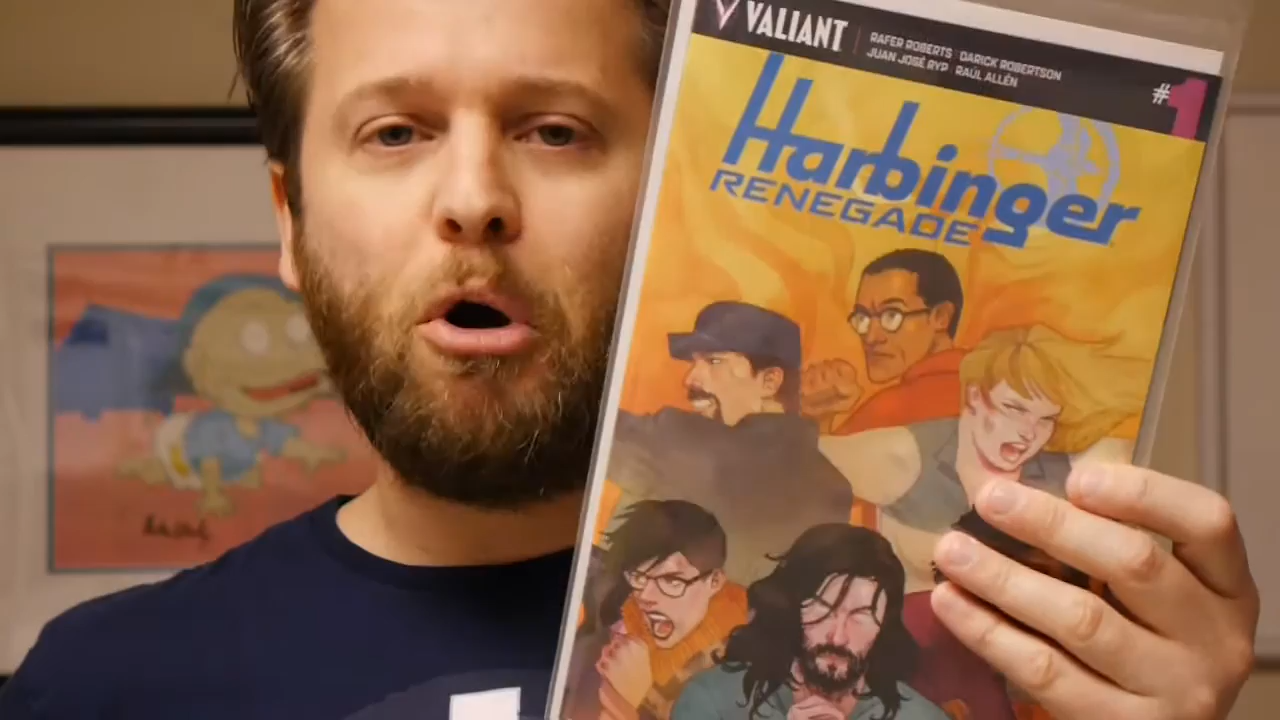 VALIANT
RAFER ROBERTS DARICK ROBERTSON
JUAN JOSÉ RYP RAÚL ALLÉN
#1
Harbinger
RENEGADE